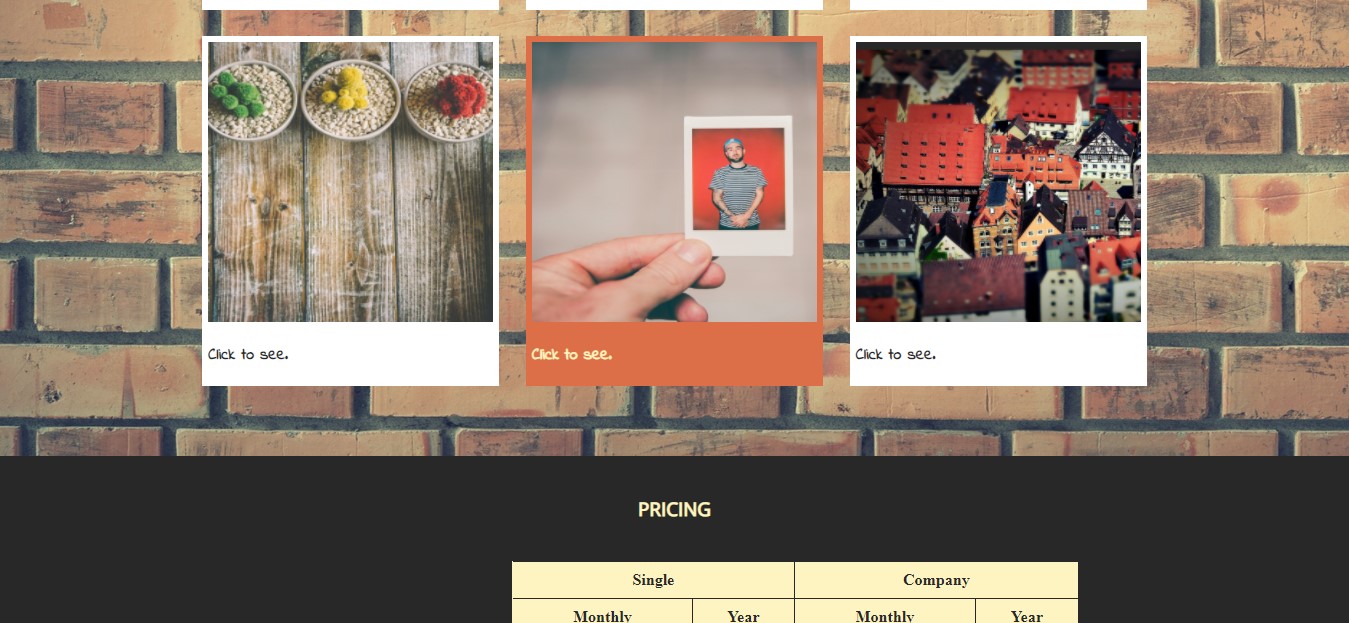 Click to see.
Click to see.
Click to see.
PRICING
Single Company
Monthly Year Monthly Year